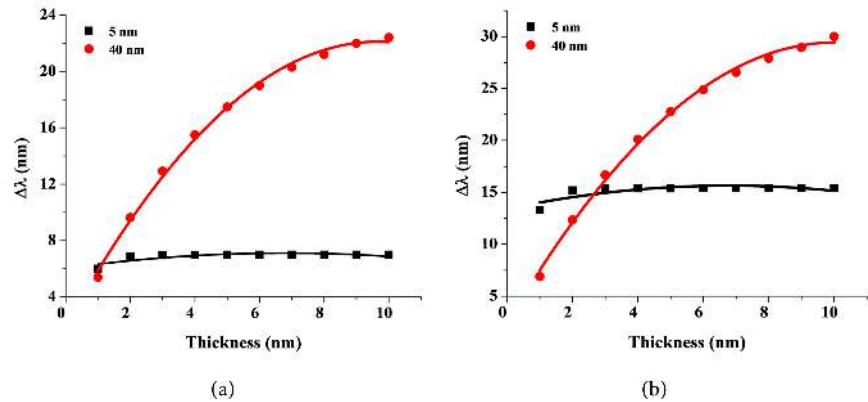 5 nm
40 nm
24
20
16
12
8
4
Δλ (nm)
0 2 4 6 8 10
Thickness (nm)
(a)
5 nm
40 nm
30
25
20
15
10
5
Δλ (nm)
0 2 4 6 8 10
Thickness (nm)
(b)